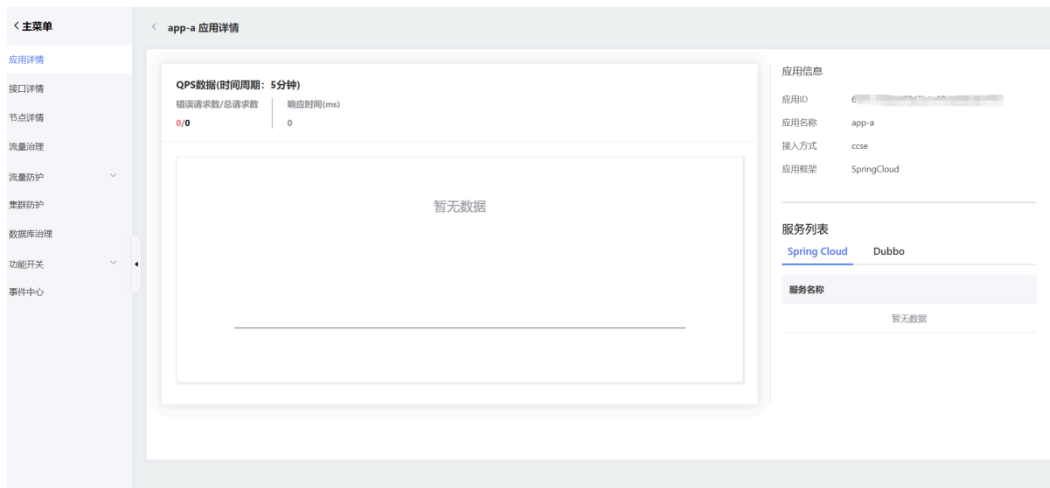 主菜单
应用详情
接口详情
节点详情
流量治理
流量防护
集群防护
数据库治理
功能开关
事件中心
app-a 应用详情
QPS数据(时间周期：5分钟)
错误请求数/总请求数 响应时间(ms)
0/0 0
暂无数据
应用信息
应用ID
应用名称 app-a
接入方式 ccse
应用框架 SpringCloud
服务列表
Spring Cloud Dubbo
服务名称
暂无数据